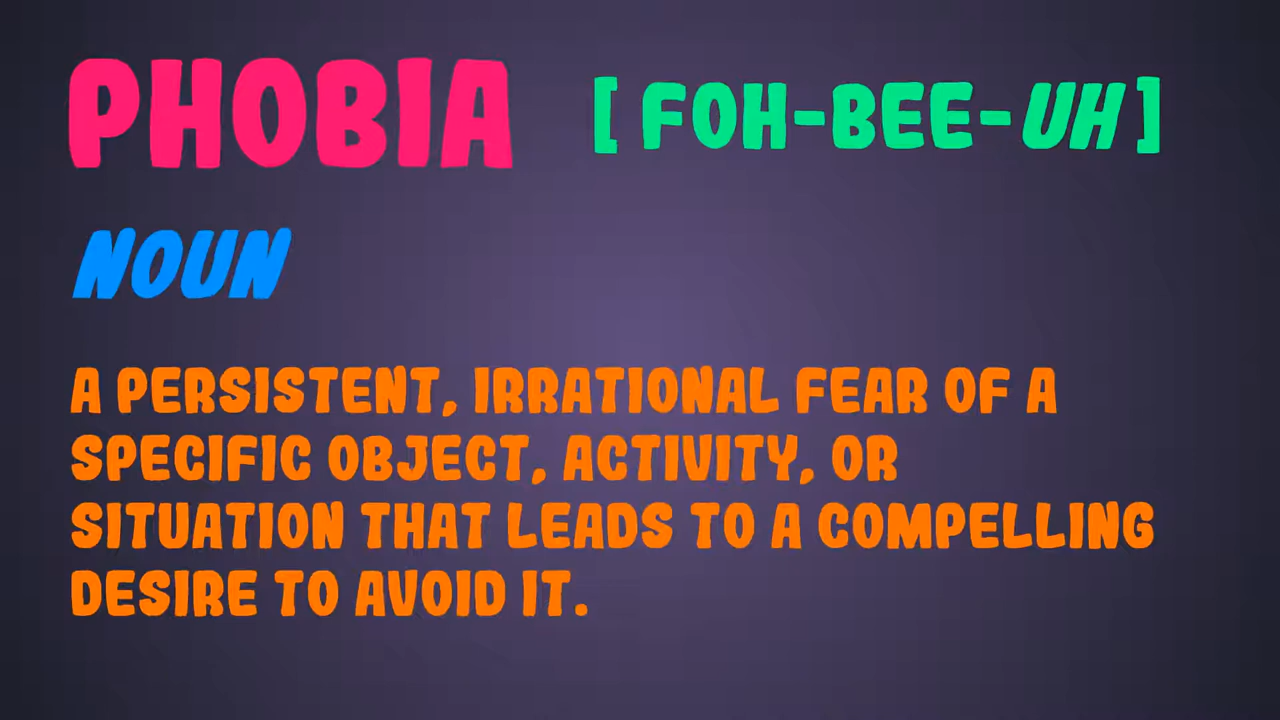 PHOBIA [FOH-BEE-UH]
NOUN
A PERSISTENT, IRRATIONAL FEAR OF A
SPECIFIC OBJECT, ACTIVITY, OR
SITUATION THAT LEADS TO A COMPELLING
DESIRE TO AVOID IT.